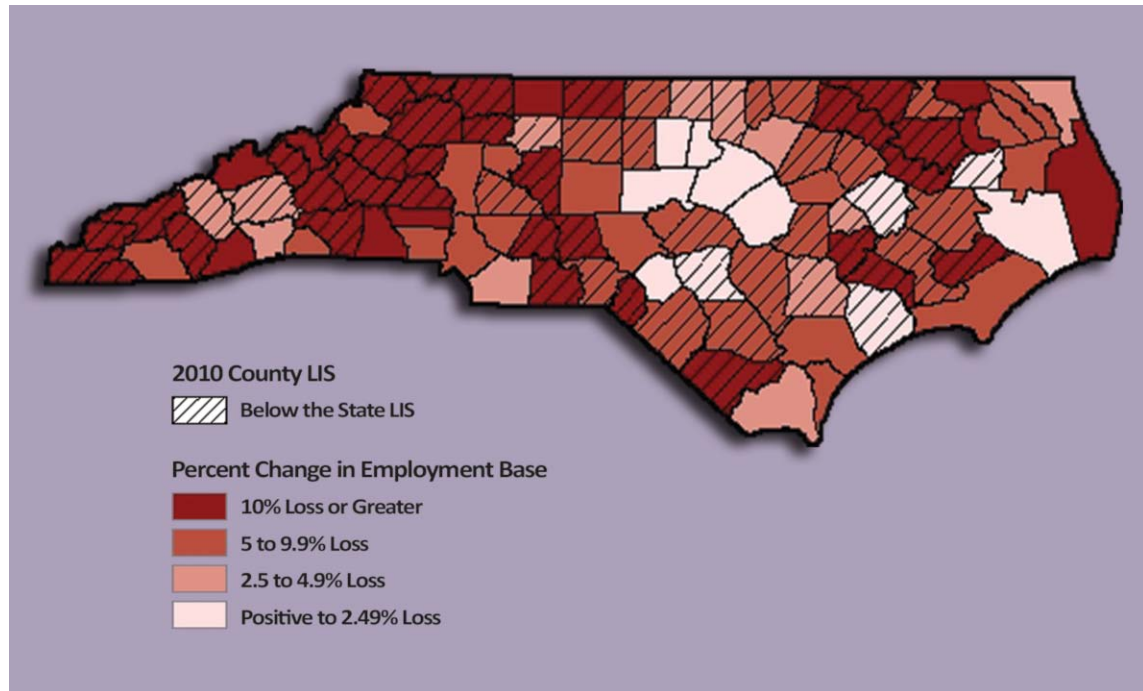 2010 County LIS
Below the State LIS
Percent Change in Employment Base
10% Loss or Greater
5 to 9.9% Loss
2.5 to 4.9% Loss
Positive to 2.49% Loss